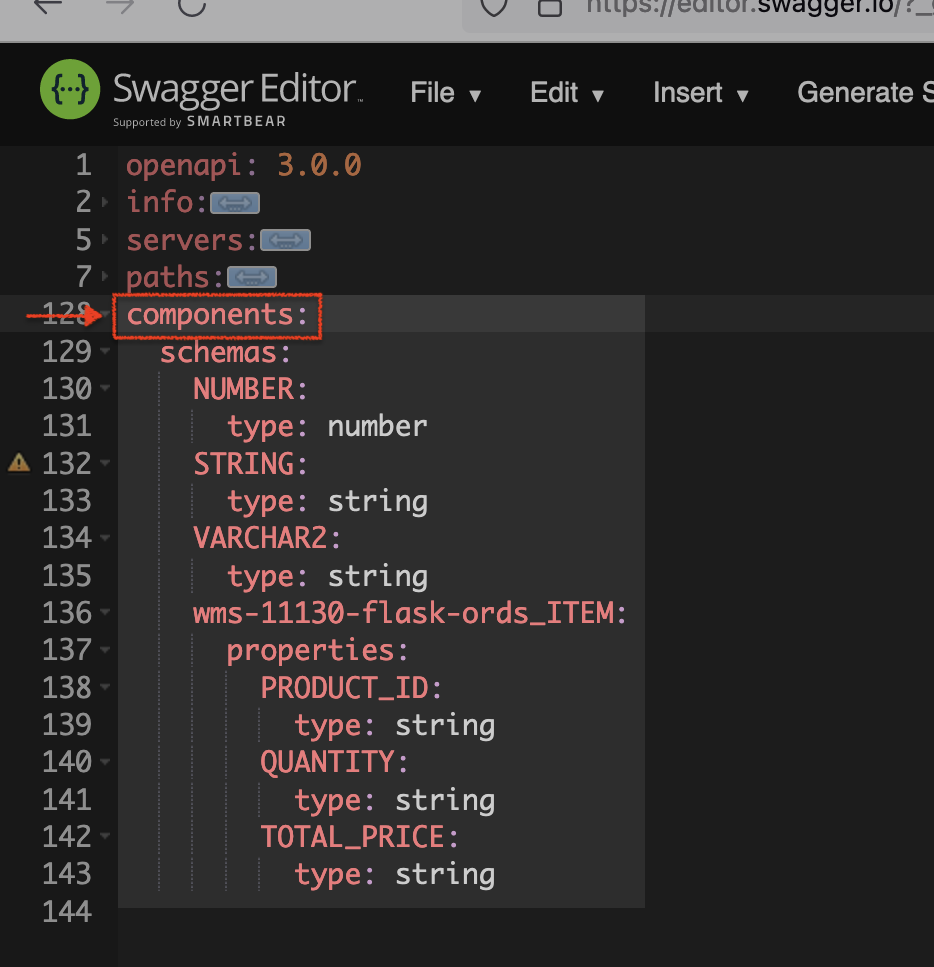 https://editor.swagger.io/?_
{···} Swagger Editor™
Supported by SMARTBEAR
File ▼ Edit ▼ Insert ▼ Generate S
1 openapi: 3.0.0
2 info:
5 servers:
7 paths:
128 components:
129 schemas:
130 NUMBER:
131 type: number
132 STRING:
133 type: string
134 VARCHAR2:
135 type: string
136 wms-11130-flask-ords_ITEM:
137 properties:
138 PRODUCT_ID:
139 type: string
140 QUANTITY:
141 type: string
142 TOTAL_PRICE:
143 type: string
144